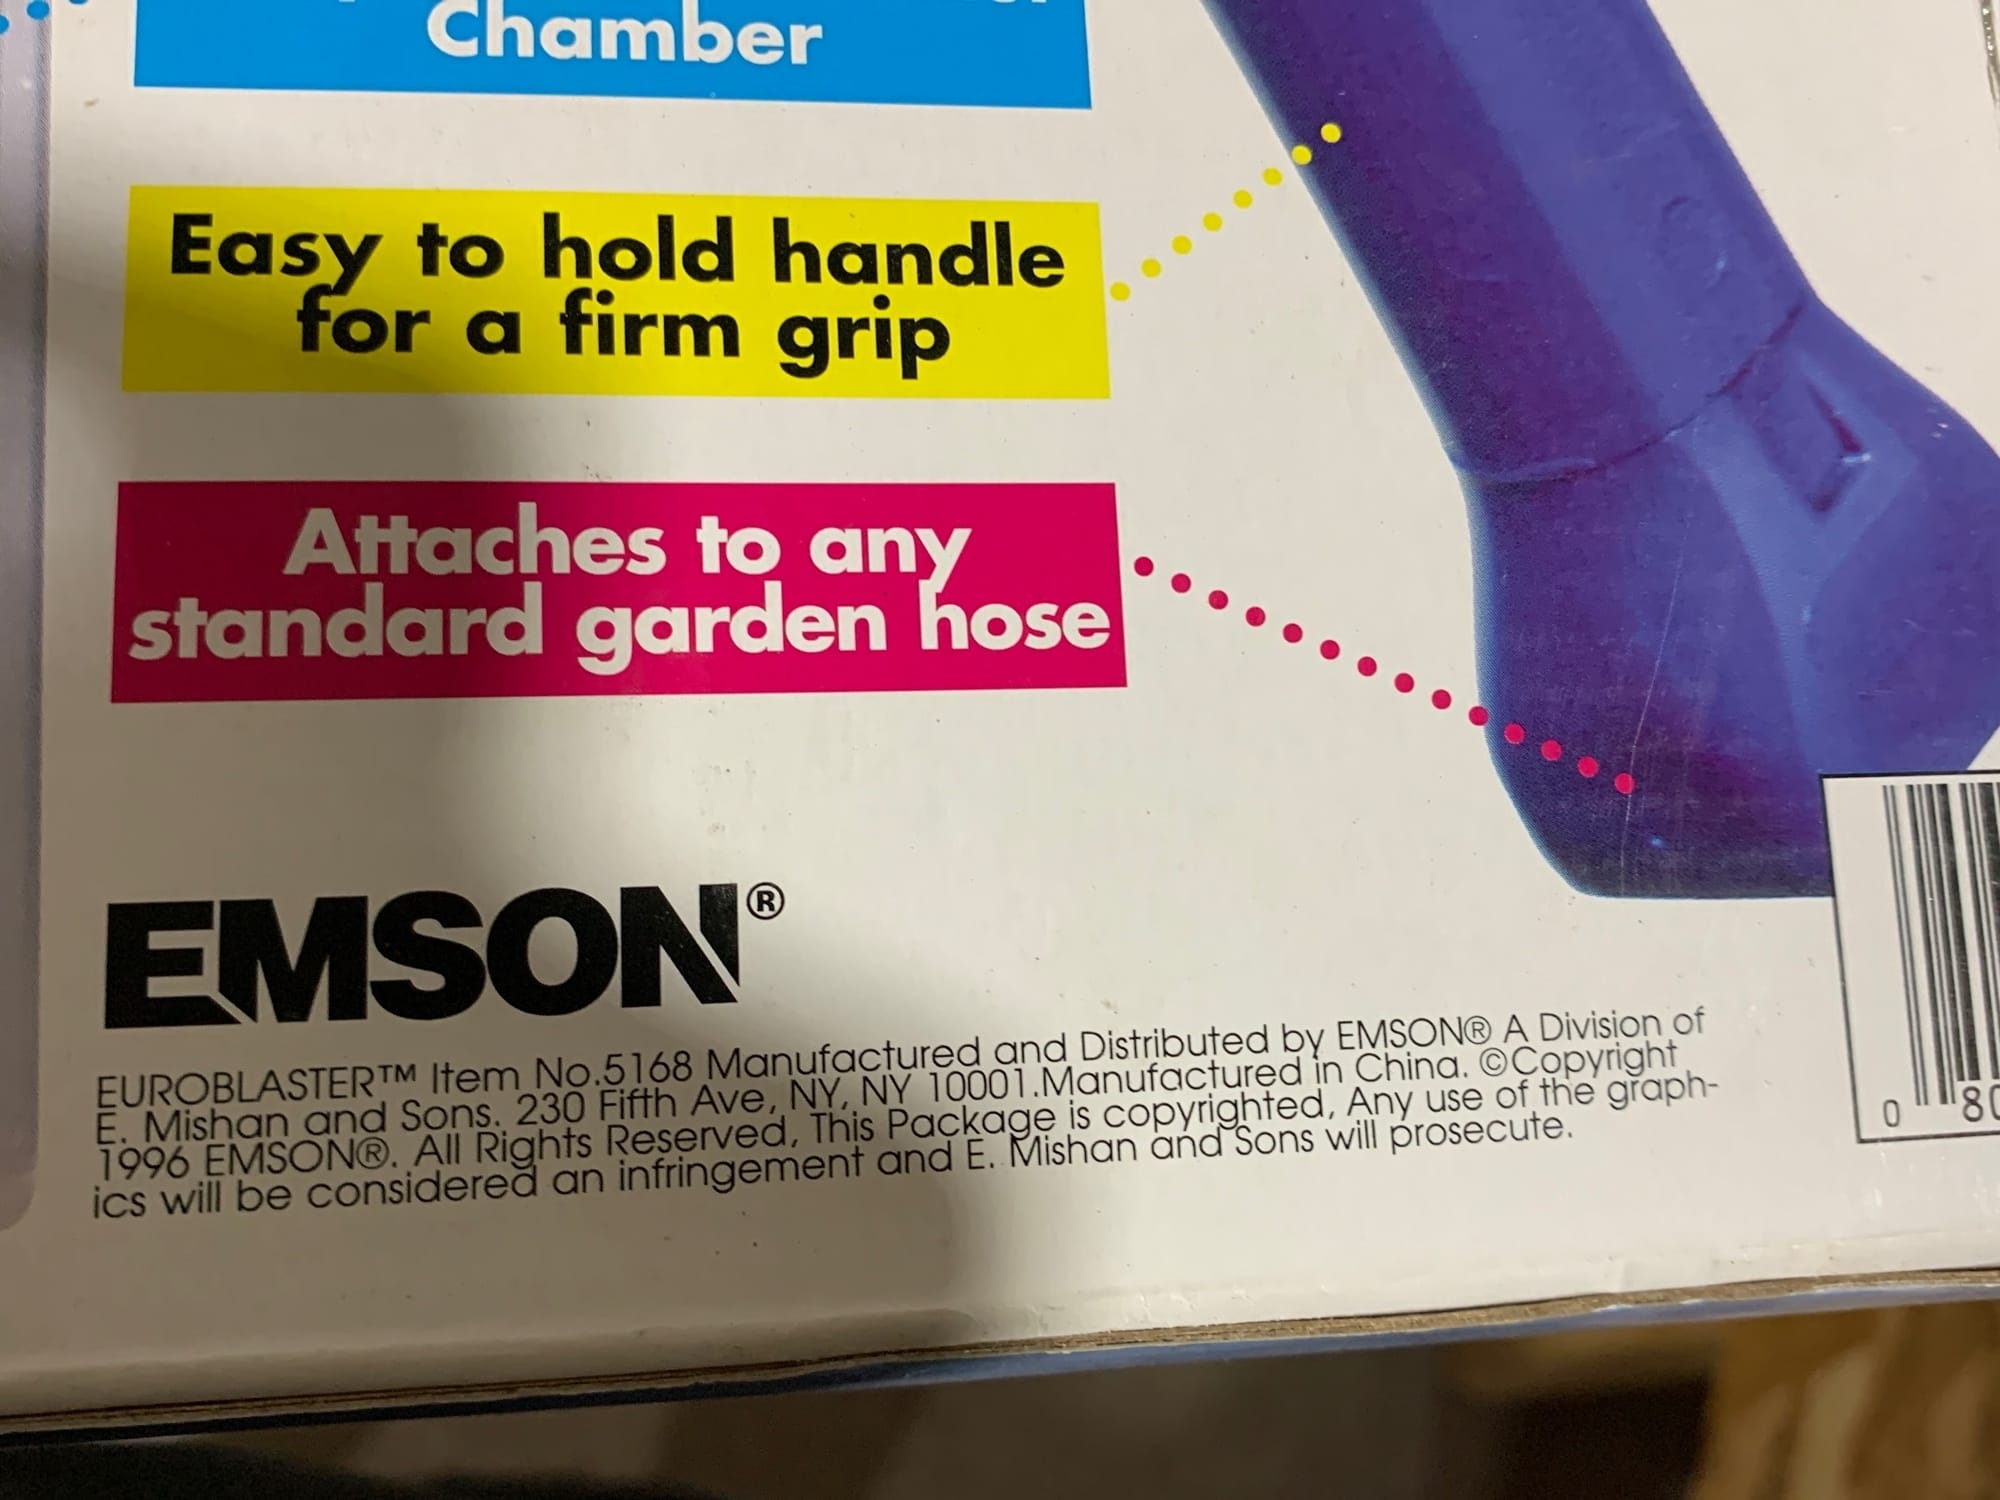 Chamber
Easy to hold handle
for a firm grip
Attaches to any
standard garden hose
EMSON®
EUROBLASTER™ Item No.5168 Manufactured and Distributed by EMSON® A Division of
E. Mishan and Sons. 230 Fifth Ave, NY, NY 10001.Manufactured in China. ©Copyright
1996 EMSON®. All Rights Reserved, This Package is copyrighted, Any use of the graph-
ics will be considered an infringement and E. Mishan and Sons will prosecute.
0 80